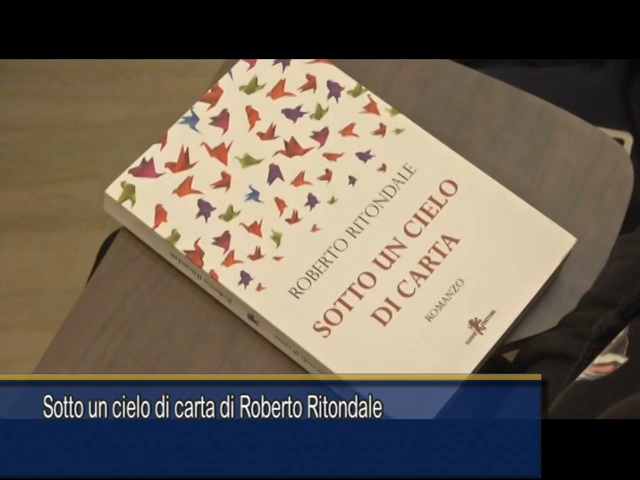 ROBERTO RITONDALE
SOTTO UN CIELO
DI CARTA
ROMANZO
Sotto un cielo di carta di Roberto Ritondale